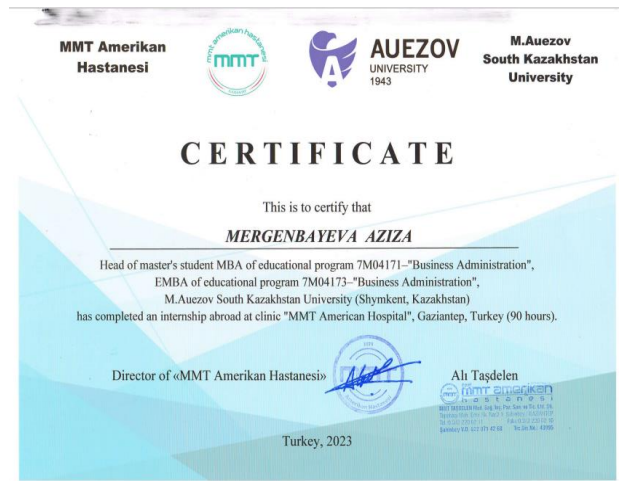 MMT Amerikan
Hastanesi
mmt amerikan hastanesi
mmt
AUEZOV
UNIVERSITY
1943
M.Auezov
South Kazakhstan
University
CERTIFICATE
This is to certify that
MERGENBAYEVA AZIZA
Head of master's student MBA of educational program 7M04171–"Business Administration",
EMBA of educational program 7M04173–"Business Administration",
M.Auezov South Kazakhstan University (Shymkent, Kazakhstan)
has completed an internship abroad at clinic "MMT American Hospital", Gaziantep, Turkey (90 hours).
Director of «MMT Amerikan Hastanesi»
Alı Taşdelen
mmt amerikan
hastanesi
Turkey, 2023